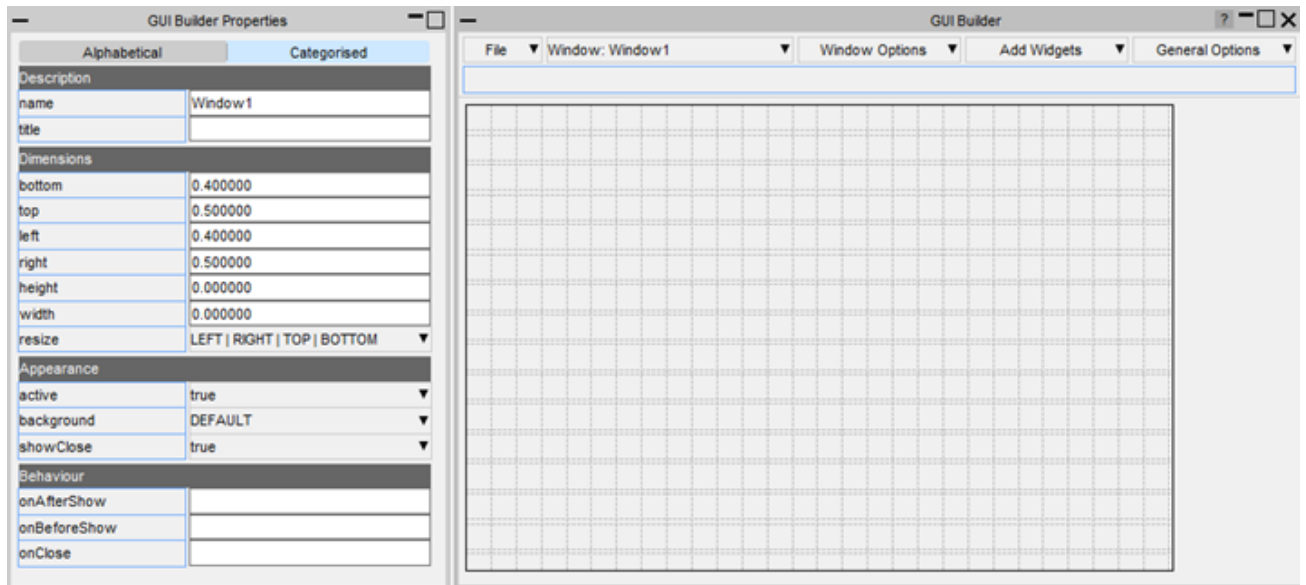 GUI Builder Properties
Alphabetical Categorised
Description
name Window1
title
Dimensions
bottom 0.400000
top 0.500000
left 0.400000
right 0.500000
height 0.000000
width 0.000000
resize LEFT | RIGHT | TOP | BOTTOM
Appearance
active true
background DEFAULT
showClose true
Behaviour
onAfterShow
onBeforeShow
onClose
GUI Builder ?
File Window: Window1 Window Options Add Widgets General Options